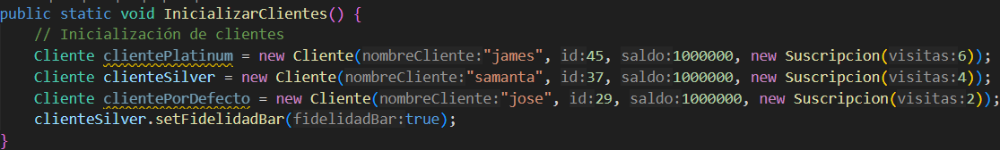 public static void InicializarClientes() {
// Inicialización de clientes
Cliente clientePlatinum = new Cliente(nombreCliente:"james", id:45, saldo:1000000, new Suscripcion(visitas:6));
Cliente clienteSilver = new Cliente(nombreCliente:"samanta", id:37, saldo:1000000, new Suscripcion(visitas:4));
Cliente clientePorDefecto = new Cliente(nombreCliente:"jose", id:29, saldo:1000000, new Suscripcion(visitas:2));
clienteSilver.setFidelidadBar(fidelidadBar:true);
}